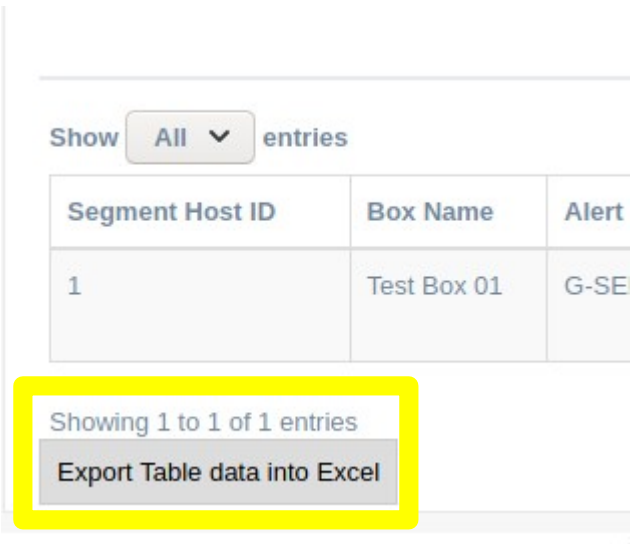 Show All entries
Segment Host ID Box Name Alert
1 Test Box 01
Showing 1 to 1 of 1 entries
Export Table data into Excel